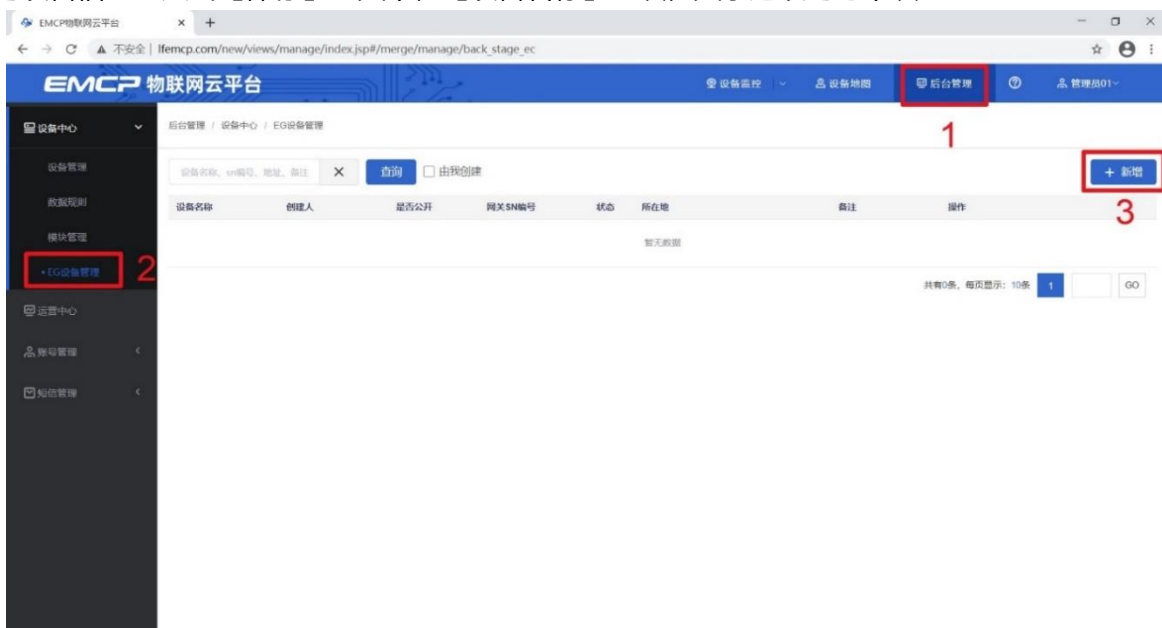 EMCP物联网云平台
不安全 | lfemcp.com/new/views/manage/index.jsp#/merge/manage/back_stage_ec
EMCP 物联网云平台
设备监控
设备地图
后台管理
管理员01
设备中心
后台管理 / 设备中心 / EG设备管理
1
设备管理
设备名称、sn编号、地址、备注
查询
由我创建
+ 新增
数据规则
设备名称 创建人 是否公开 网关SN编号 状态 所在地 备注 操作
3
模块管理
暂无数据
•EG设备管理
2
共有0条，每页显示：10条 1 GO
运营中心
账号管理
短信管理